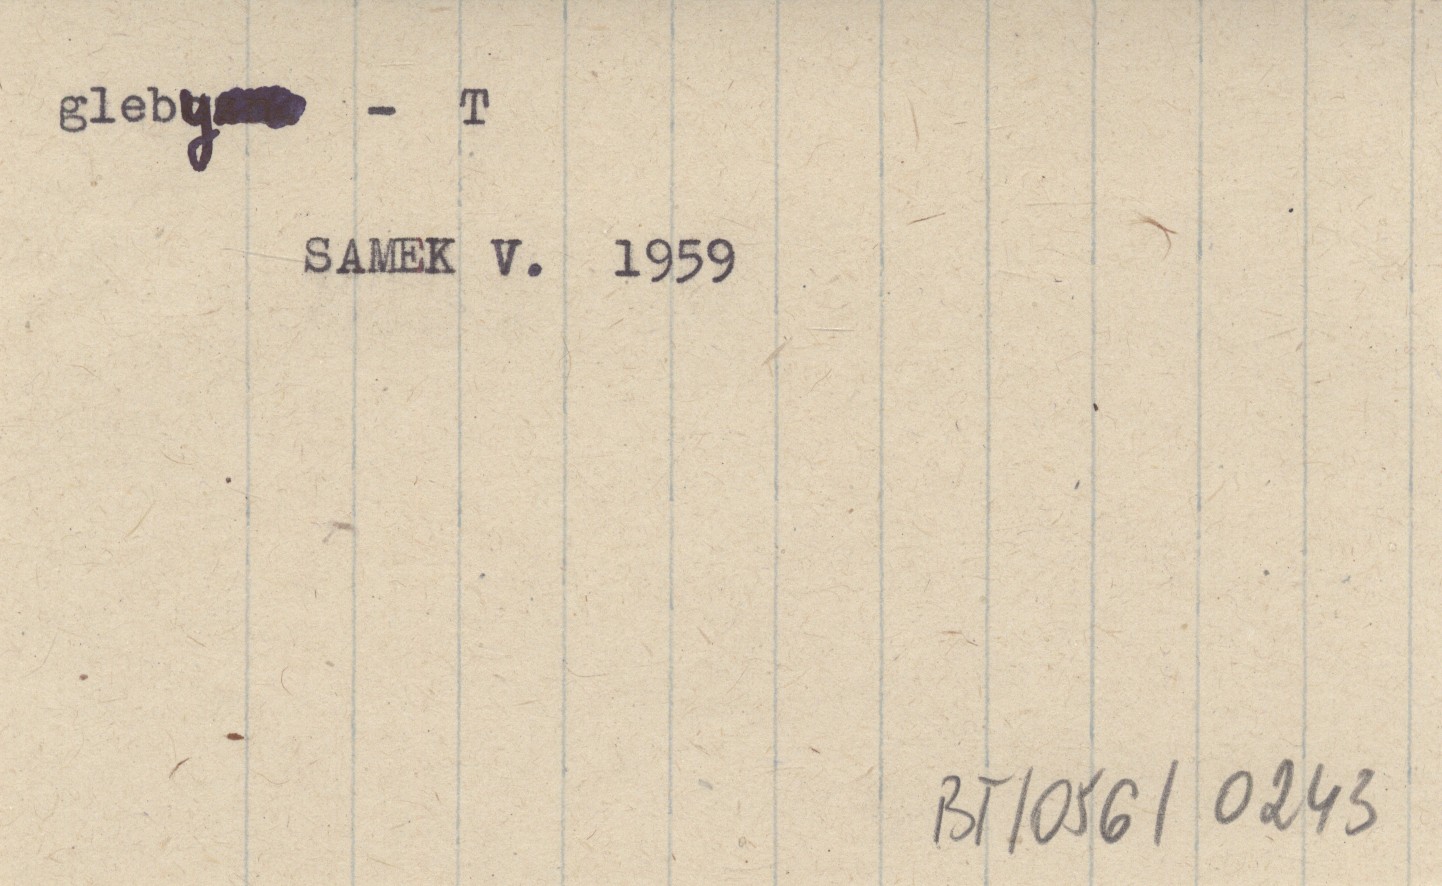 gleby - T
SAMEK V. 1959
BT/056/ 0243